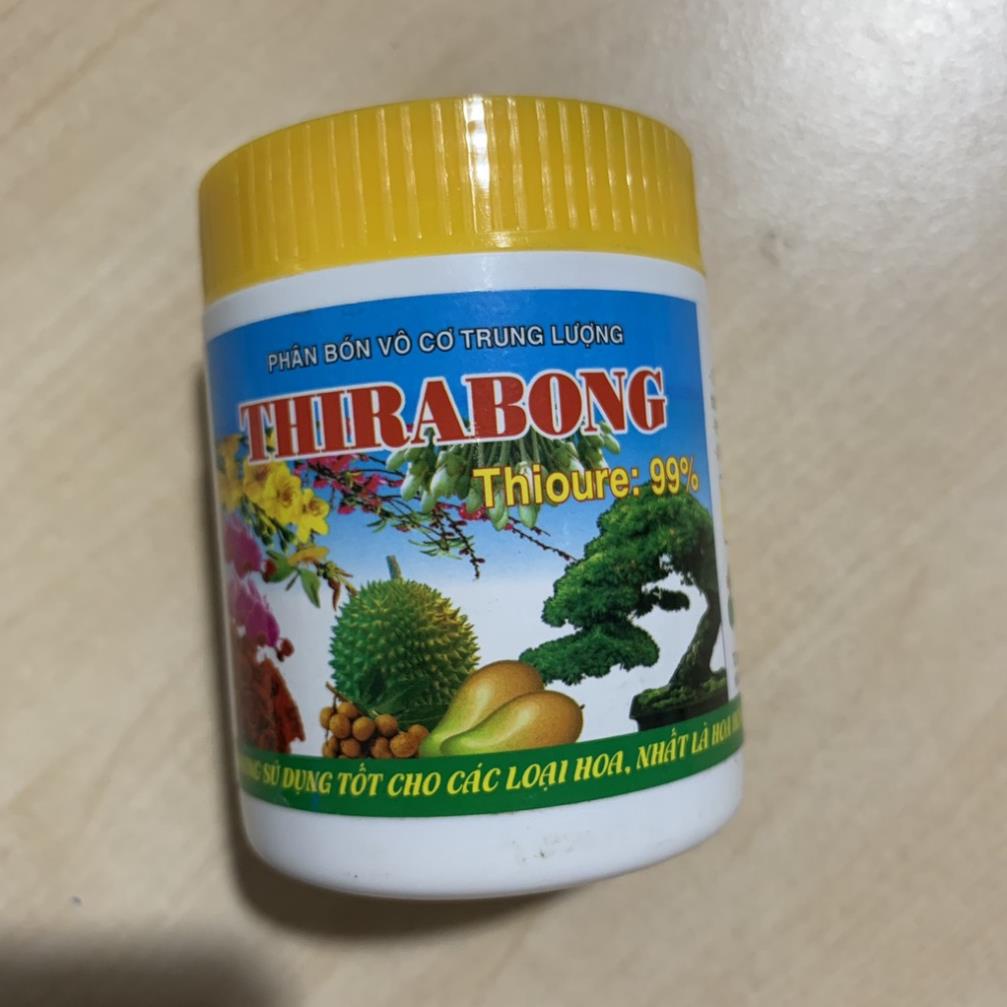 PHÂN BÓN VÔ CƠ TRUNG LƯỢNG
THIRABONG
Thioure: 99%
SỬ DỤNG TỐT CHO CÁC LOẠI HOA, NHẤT LÀ HOA